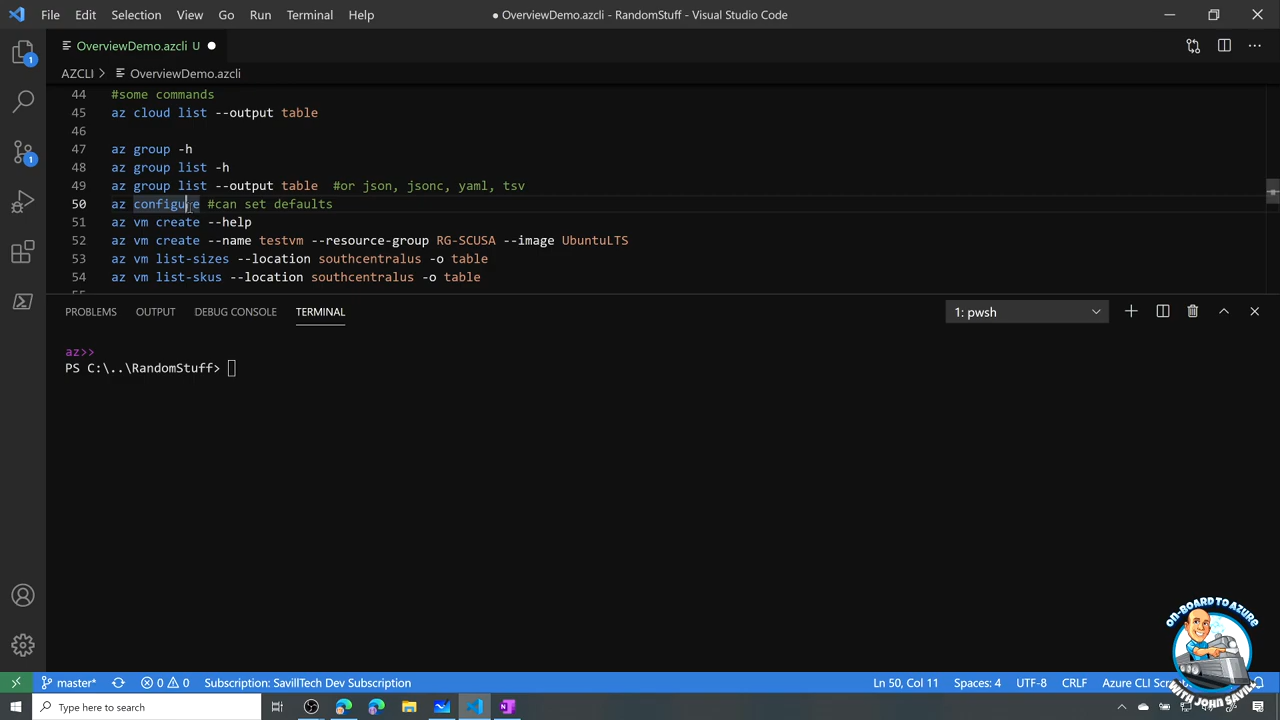 File Edit Selection View Go Run Terminal Help
● OverviewDemo.azcli - RandomStuff - Visual Studio Code
OverviewDemo.azcli U
AZCLI > OverviewDemo.azcli
44 #some commands
45 az cloud list --output table
46
47 az group -h
48 az group list -h
49 az group list --output table #or json, jsonc, yaml, tsv
50 az configure #can set defaults
51 az vm create --help
52 az vm create --name testvm --resource-group RG-SCUSA --image UbuntuLTS
53 az vm list-sizes --location southcentralus -o table
54 az vm list-skus --location southcentralus -o table
1
1
PROBLEMS OUTPUT DEBUG CONSOLE TERMINAL
1: pwsh
az>>
PS C:\..\RandomStuff>
ON-BOARD TO AZURE
WITH JOHN SAVILL
master* 0 0 Subscription: SavillTech Dev Subscription
Ln 50, Col 11 Spaces: 4 UTF-8 CRLF Azure CLI
Type here to search